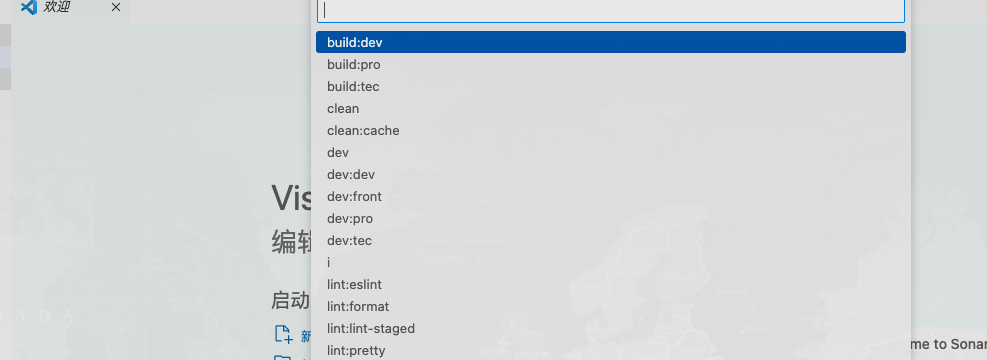 欢迎
build:dev
build:pro
build:tec
clean
clean:cache
dev
dev:dev
dev:front
dev:pro
dev:tec
i
lint:eslint
lint:format
lint:lint-staged
lint:pretty
Vis
编辑
启动
新
ADA
me to Sonar